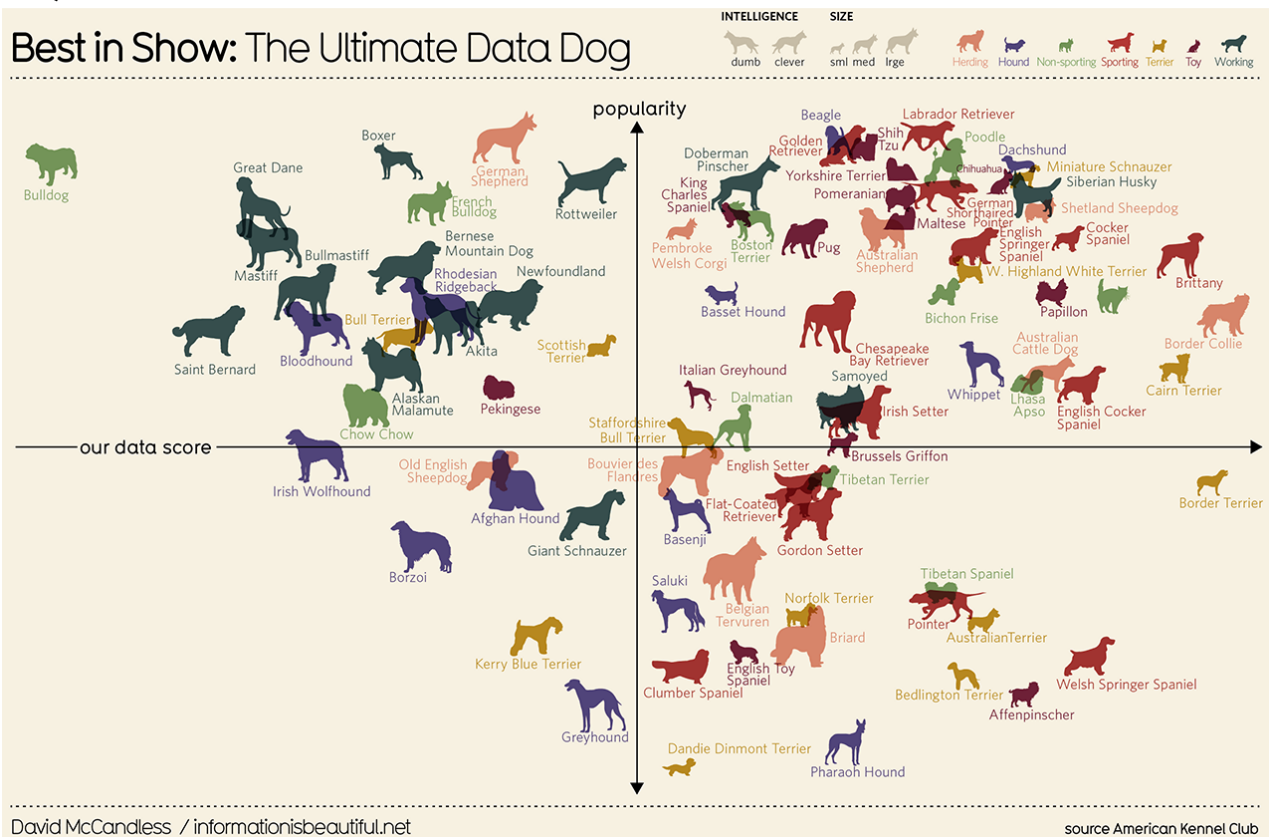 Best in Show: The Ultimate Data Dog
INTELLIGENCE
dumb
clever
SIZE
sml
med
lrge
Herding
Hound
Non-sporting
Sporting
Terrier
Toy
Working
popularity
Bulldog
Great Dane
Boxer
German
Shepherd
French
Bulldog
Rottweiler
Mastiff
Bullmastiff
Bernese
Mountain Dog
Rhodesian
Ridgeback
Newfoundland
Saint Bernard
Bloodhound
Bull Terrier
Akita
Scottish
Terrier
Alaskan
Malamute
Pekingese
Chow Chow
Beagle
Golden
Retriever
Shih
Tzu
Labrador Retriever
Poodle
Doberman
Pinscher
Yorkshire Terrier
Chihuahua
Dachshund
Miniature Schnauzer
Siberian Husky
King
Charles
Spaniel
Pomeranian
German
Shorthaired
Pointer
Shetland Sheepdog
Maltese
Pembroke
Welsh Corgi
Boston
Terrier
Pug
Australian
Shepherd
English
Springer
Spaniel
Cocker
Spaniel
W. Highland White Terrier
Brittany
Basset Hound
Bichon Frise
Papillon
Chesapeake
Bay Retriever
Australian
Cattle Dog
Border Collie
Italian Greyhound
Samoyed
Whippet
Lhasa
Apso
English Cocker
Spaniel
Cairn Terrier
Dalmatian
Irish Setter
Staffordshire
Bull Terrier
our data score
Brussels Griffon
Irish Wolfhound
Old English
Sheepdog
Afghan Hound
Giant Schnauzer
Borzoi
Kerry Blue Terrier
Greyhound
Bouvier des
Flandres
English Setter
Tibetan Terrier
Border Terrier
Basenji
Flat-Coated
Retriever
Gordon Setter
Saluki
Belgian
Tervuren
Norfolk Terrier
Briard
Tibetan Spaniel
Pointer
AustralianTerrier
Clumber Spaniel
English Toy
Spaniel
Bedlington Terrier
Affenpinscher
Welsh Springer Spaniel
Dandie Dinmont Terrier
Pharaoh Hound
David McCandless / informationisbeautiful.net
source American Kennel Club